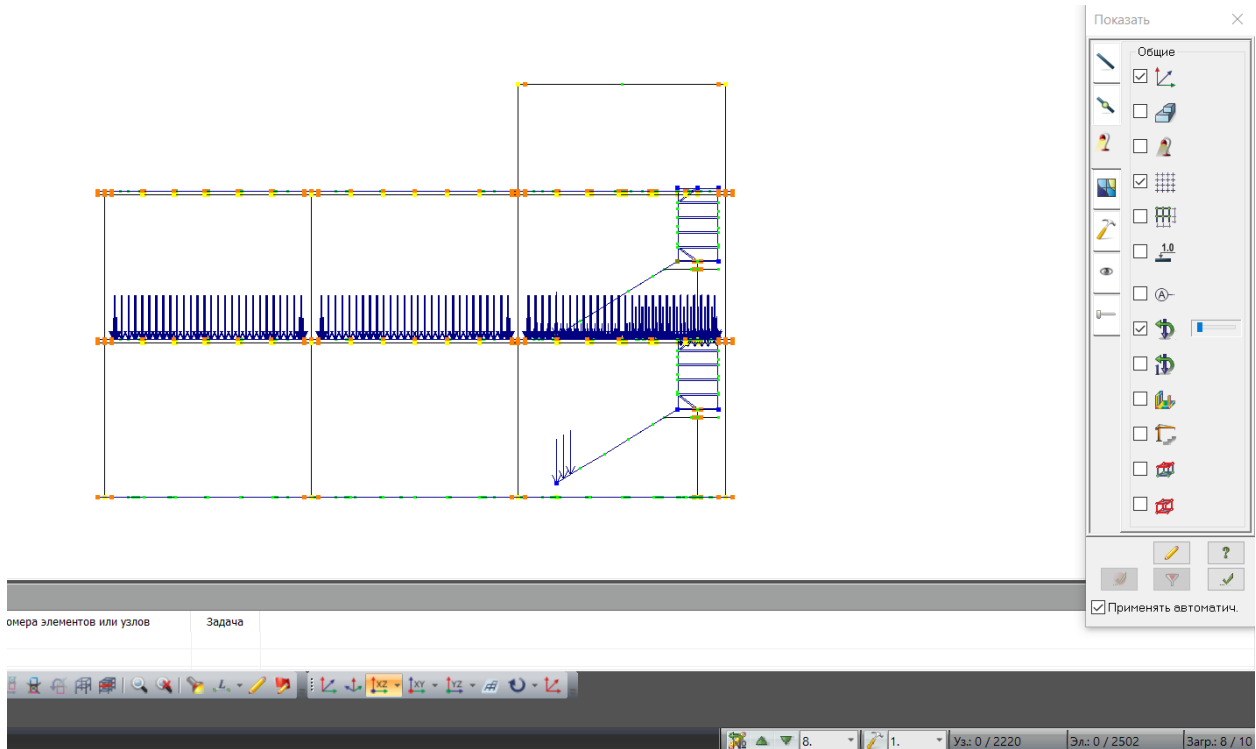 Показать
Общие
1.0
A
омера элементов или узлов
Задача
XZ
XY
YZ
8.
1.
Уз.: 0 / 2220
Эл.: 0 / 2502
Загр.: 8 / 10
?
Применять автоматич.